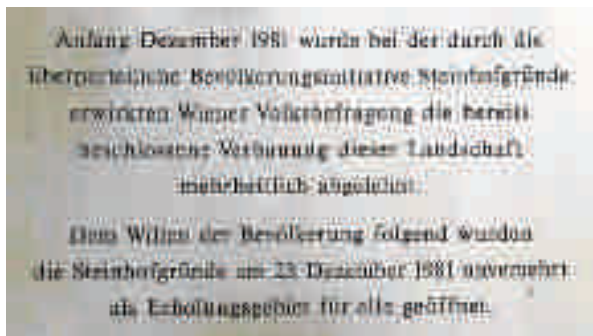 Anfang Dezember 1981 wurde bei der durch die
überparteiliche Bevölkerungsinitiative Steinhofgründe
erwirkten Wiener Volksbefragung die bereits
beschlossene Verbauung dieser Landschaft
mehrheitlich abgelehnt.
Dem Willen der Bevölkerung folgend wurden
die Steinhofgründe am 23. Dezember 1981 unversehrt
als Erholungsgebiet für alle geöffnet.